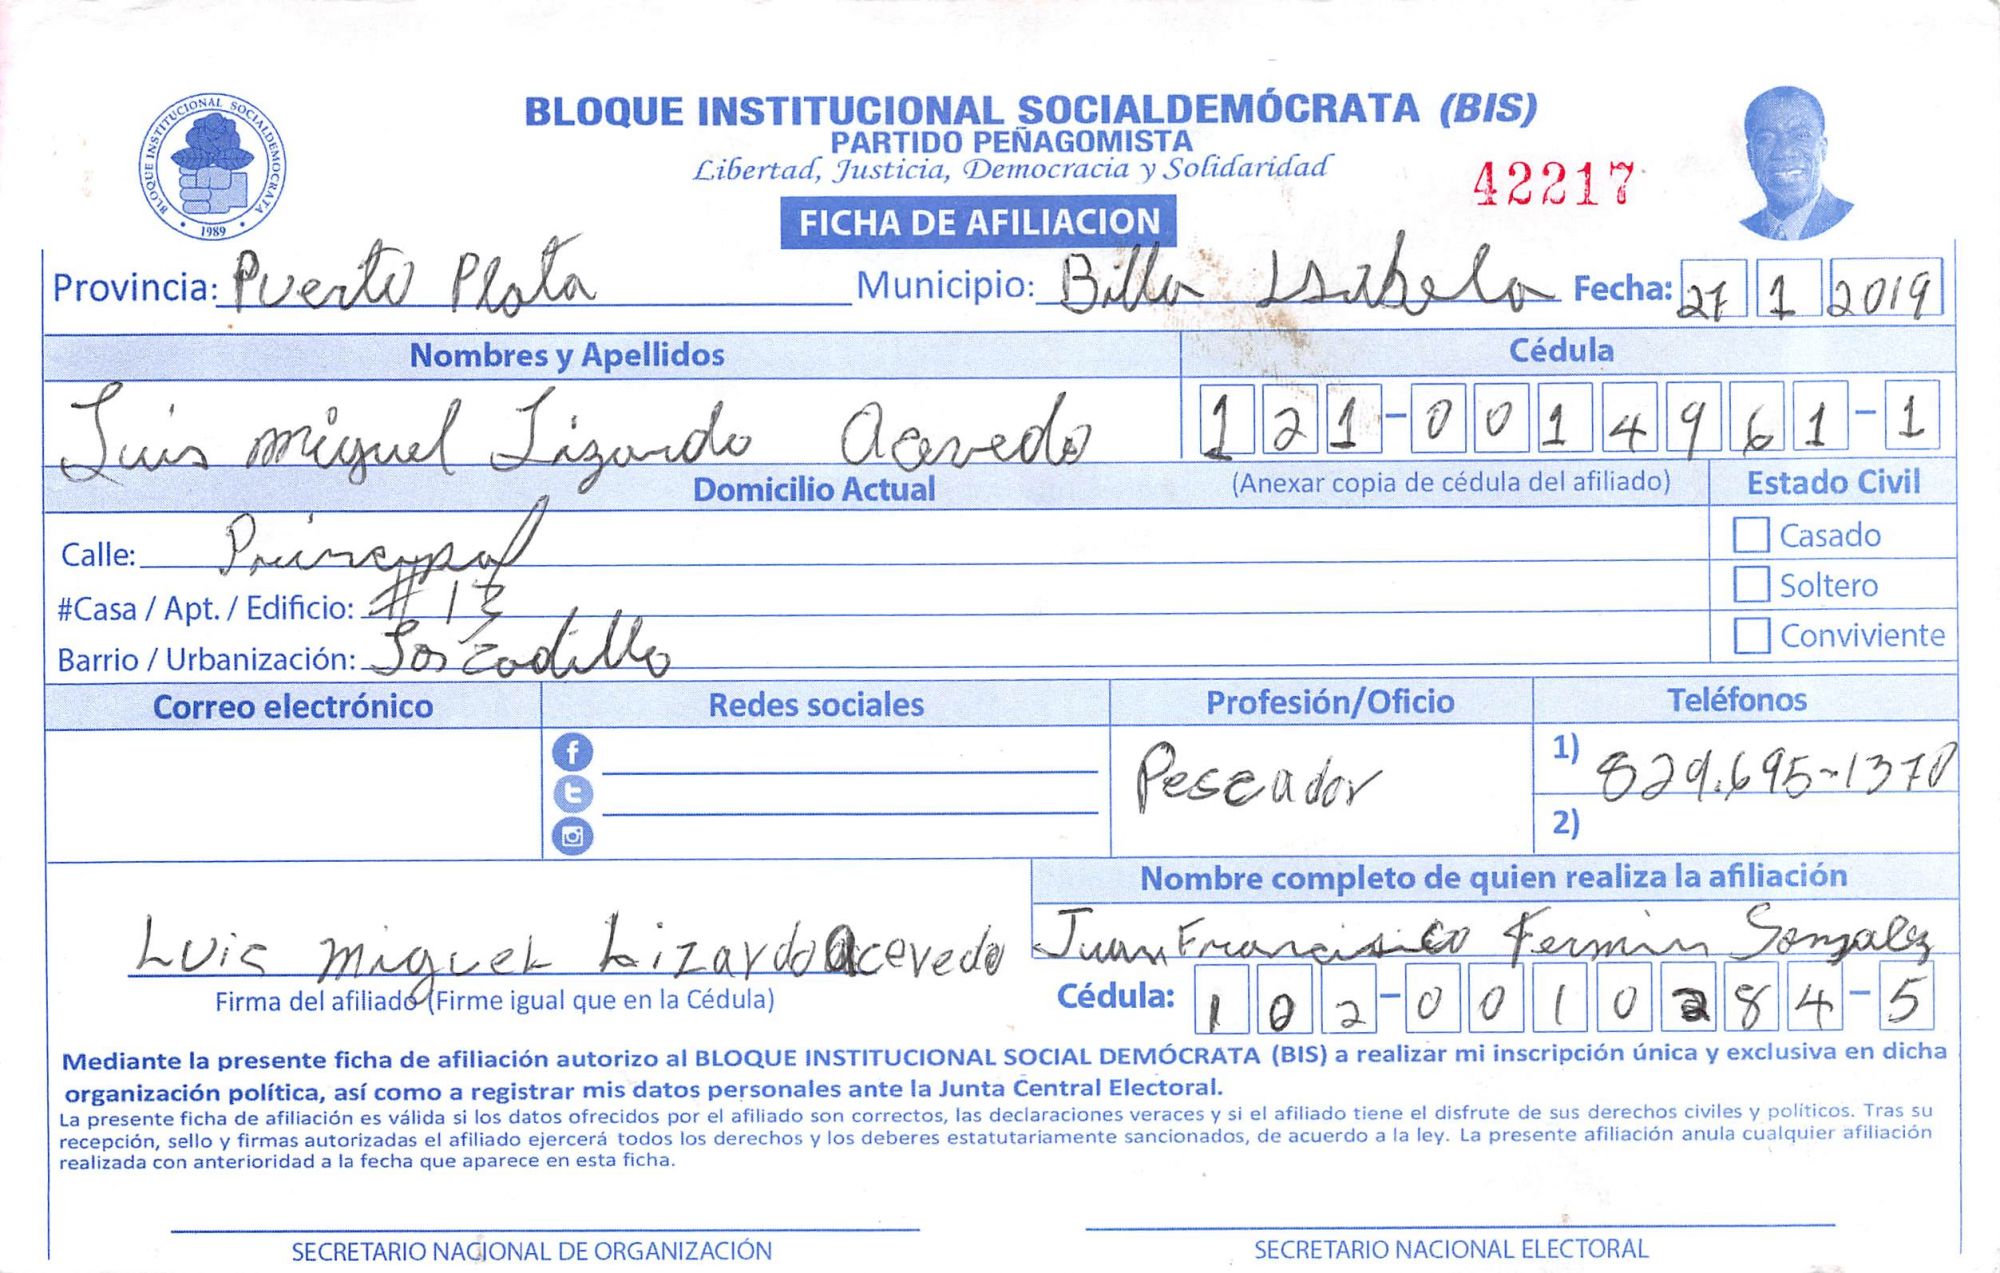 BLOQUE INSTITUCIONAL SOCIALDEMOCRATA
1989
BLOQUE INSTITUCIONAL SOCIALDEMÓCRATA (BIS)
PARTIDO PEÑAGOMISTA
Libertad, Justicia, Democracia y Solidaridad
42217
FICHA DE AFILIACION
Provincia: Puerto Plata Municipio: Billa Isabela Fecha: 27 1 2019
Nombres y Apellidos Cédula
Luis Miguel Lizardo Acevedo 121-0014961-1
Domicilio Actual (Anexar copia de cédula del afiliado) Estado Civil
Calle: Principal Casado
#Casa / Apt. / Edificio: # 13 Soltero
Barrio / Urbanización: Conviviente
Correo electrónico Redes sociales Profesión/Oficio Teléfonos
Pescador 1) 829.695-1370
2)
Nombre completo de quien realiza la afiliación
Luis Miguel Lizardo Acevedo Juan Francisico Fermin Gonzalez
Firma del afiliado (Firme igual que en la Cédula) Cédula: 102-0010284-5
Mediante la presente ficha de afiliación autorizo al BLOQUE INSTITUCIONAL SOCIAL DEMÓCRATA (BIS) a realizar mi inscripción única y exclusiva en dicha
organización política, así como a registrar mis datos personales ante la Junta Central Electoral.
La presente ficha de afiliación es válida si los datos ofrecidos por el afiliado son correctos, las declaraciones veraces y si el afiliado tiene el disfrute de sus derechos civiles y políticos. Tras su
recepción, sello y firmas autorizadas el afiliado ejercerá todos los derechos y los deberes estatutariamente sancionados, de acuerdo a la ley. La presente afiliación anula cualquier afiliación
realizada con anterioridad a la fecha que aparece en esta ficha.
SECRETARIO NACIONAL DE ORGANIZACIÓN SECRETARIO NACIONAL ELECTORAL